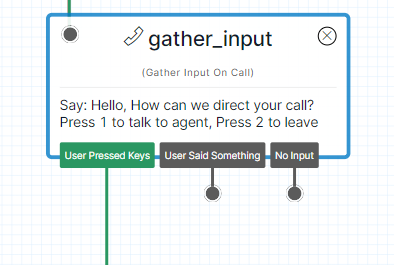 gather_input
(Gather Input On Call)
Say: Hello, How can we direct your call?
Press 1 to talk to agent, Press 2 to leave
User Pressed Keys User Said Something No Input